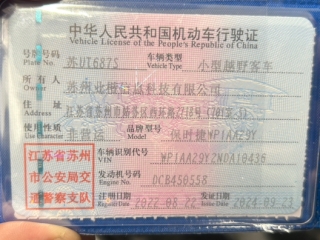 中华人民共和国机动车行驶证
Vehicle License of the People's Republic of China
号牌号码 苏UT687S 车辆类型 小型越野客车
Plate No. Vehicle Type
所有人
Owner
住址
Address
使用性质 非营运 品牌型号 保时捷WP1AA29Y
Use Character Model
车辆识别代号 WP1AA29YZNDA10436
VIN
发动机号码 DCB450558
Engine No.
注册日期 2022-08-22 发证日期 2024-09-23
Register Date Issue Date
江苏省苏州
市公安局交
通警察支队